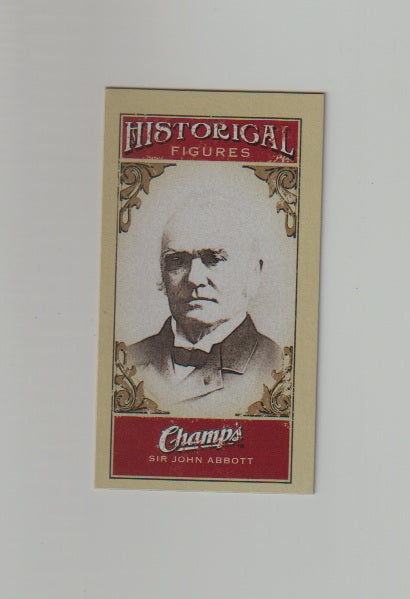 HISTORICAL
FIGURES
Champ's
SIR JOHN ABBOTT